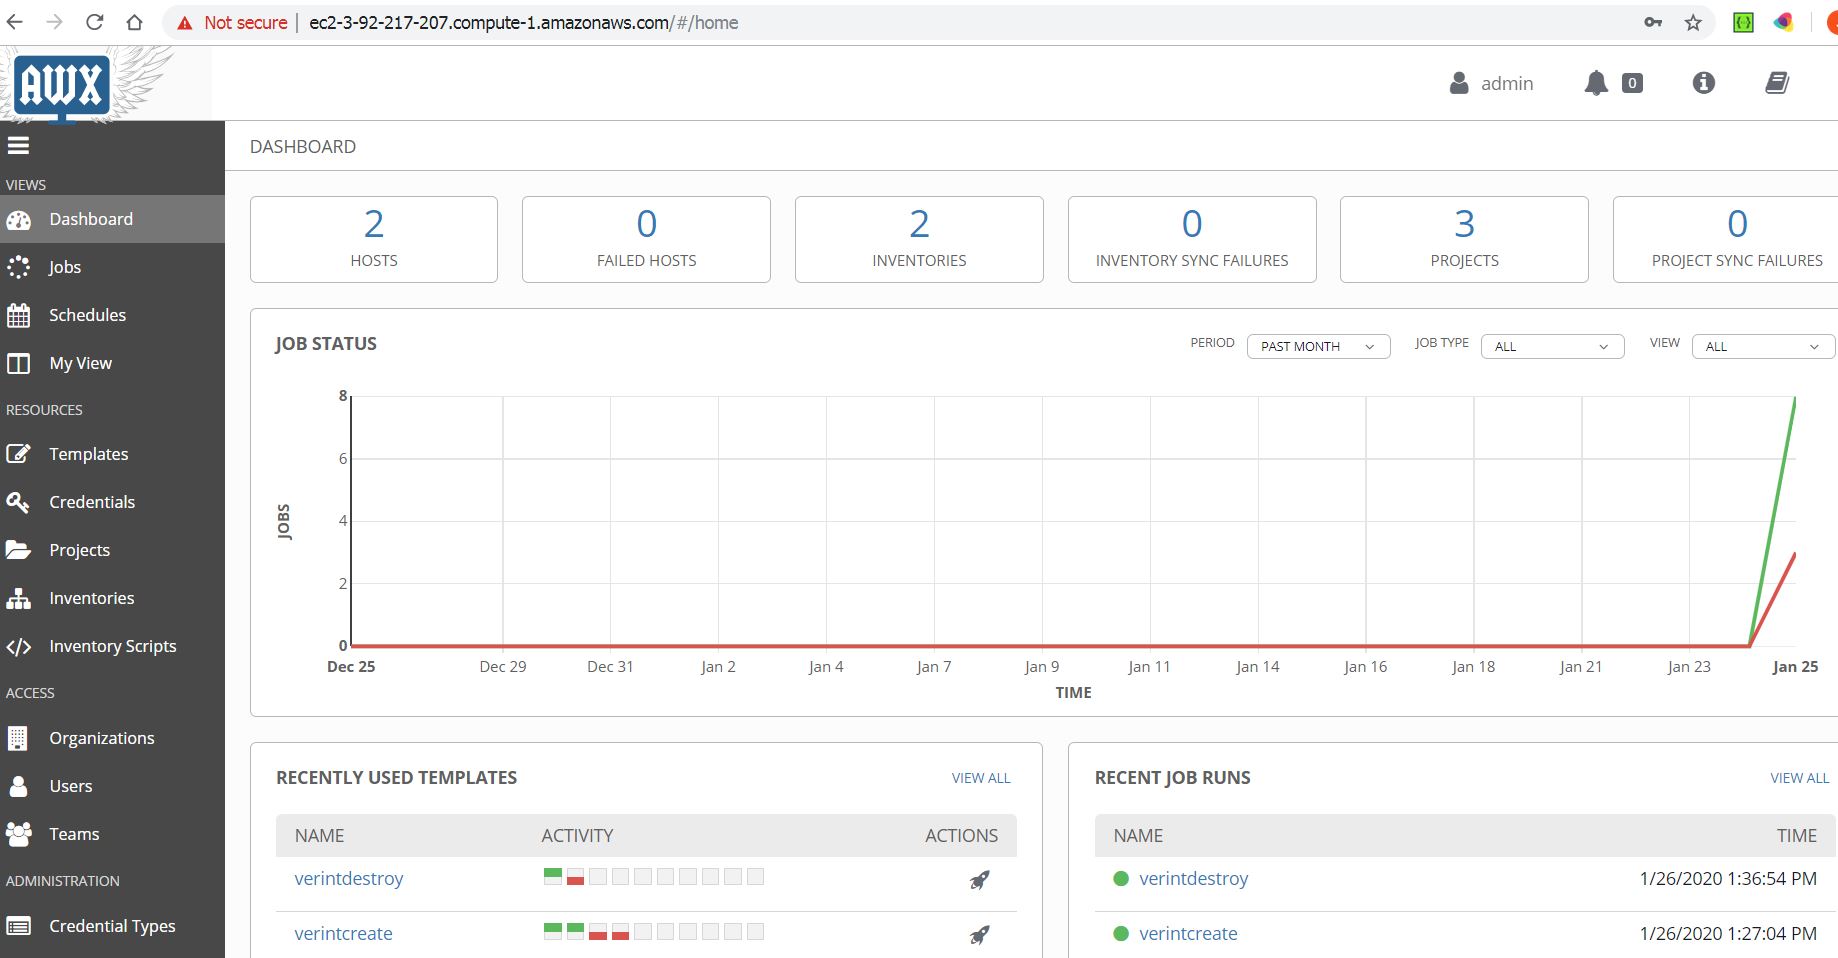 Not secure | ec2-3-92-217-207.compute-1.amazonaws.com/#/home
AWX
admin 0
VIEWS
Dashboard
Jobs
Schedules
My View
RESOURCES
Templates
Credentials
Projects
Inventories
Inventory Scripts
ACCESS
Organizations
Users
Teams
ADMINISTRATION
Credential Types
DASHBOARD
2 0 2 0 3 0
HOSTS FAILED HOSTS INVENTORIES INVENTORY SYNC FAILURES PROJECTS PROJECT SYNC FAILURES
JOB STATUS PERIOD PAST MONTH JOB TYPE ALL VIEW ALL
8
6
4
2
0
JOBS
Dec 25 Dec 29 Dec 31 Jan 2 Jan 4 Jan 7 Jan 9 Jan 11 Jan 14 Jan 16 Jan 18 Jan 21 Jan 23 Jan 25
TIME
RECENTLY USED TEMPLATES VIEW ALL
NAME ACTIVITY ACTIONS
verintdestroy
verintcreate
RECENT JOB RUNS VIEW ALL
NAME TIME
verintdestroy 1/26/2020 1:36:54 PM
verintcreate 1/26/2020 1:27:04 PM